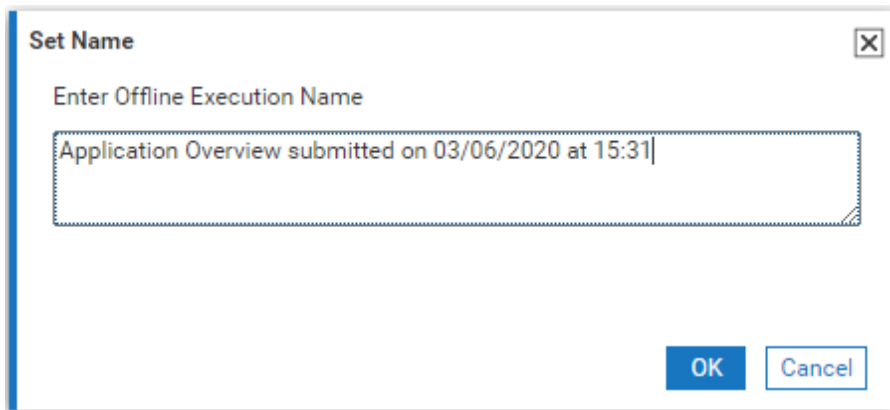 Set Name
Enter Offline Execution Name
Application Overview submitted on 03/06/2020 at 15:31
OK
Cancel